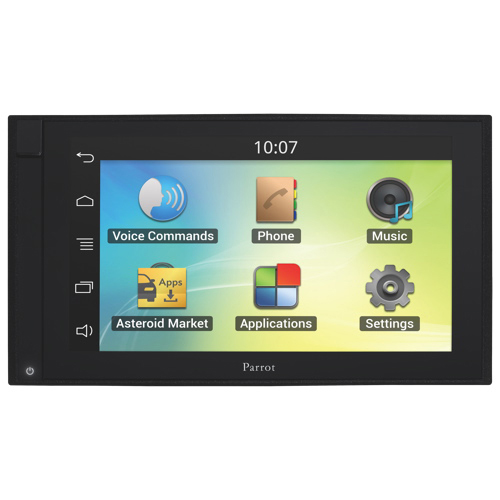 10:07
Voice Commands
Phone
Music
Apps
Asteroid Market
Applications
Settings
Parrot